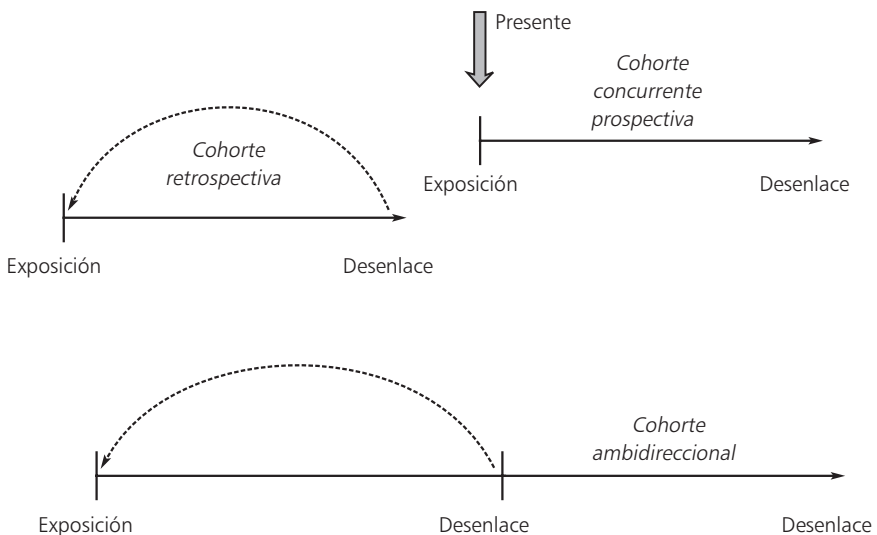 Presente
Cohorte
concurrente
prospectiva
Cohorte
retrospectiva
Exposición
Desenlace
Exposición
Desenlace
Cohorte
ambidireccional
Exposición
Desenlace
Desenlace